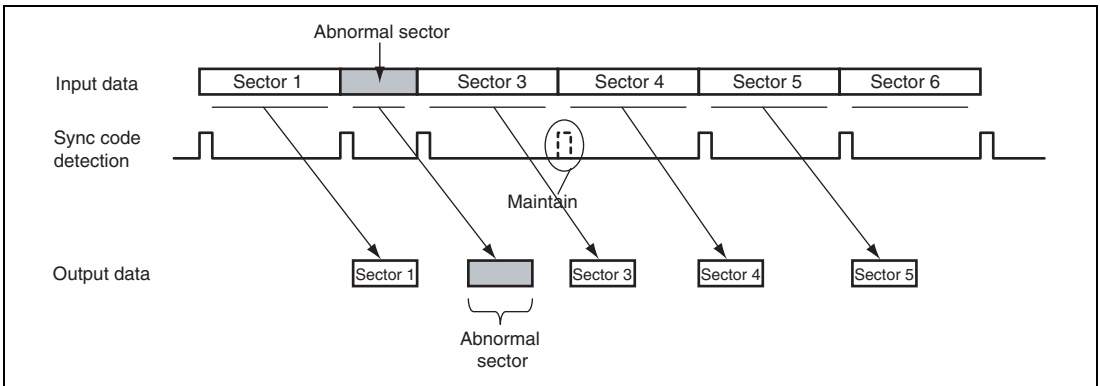 Abnormal sector
Input data
Sector 1
Sector 3
Sector 4
Sector 5
Sector 6
Sync code
detection
Maintain
Output data
Sector 1
Sector 3
Sector 4
Sector 5
Abnormal
sector